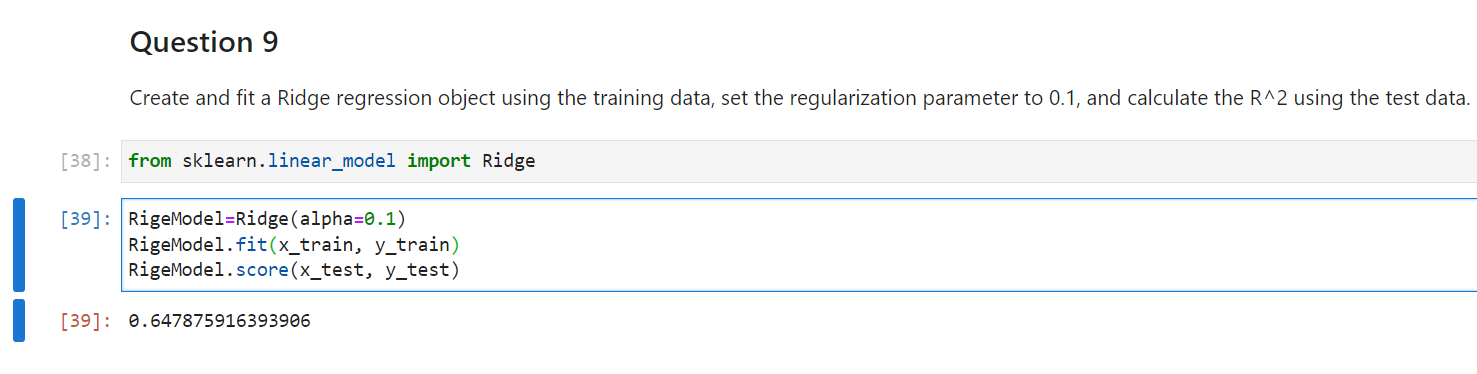 Question 9
Create and fit a Ridge regression object using the training data, set the regularization parameter to 0.1, and calculate the R^2 using the test data.
[38]: from sklearn.linear_model import Ridge
[39]: RigeModel=Ridge(alpha=0.1)
RigeModel.fit(x_train, y_train)
RigeModel.score(x_test, y_test)
[39]: 0.647875916393906